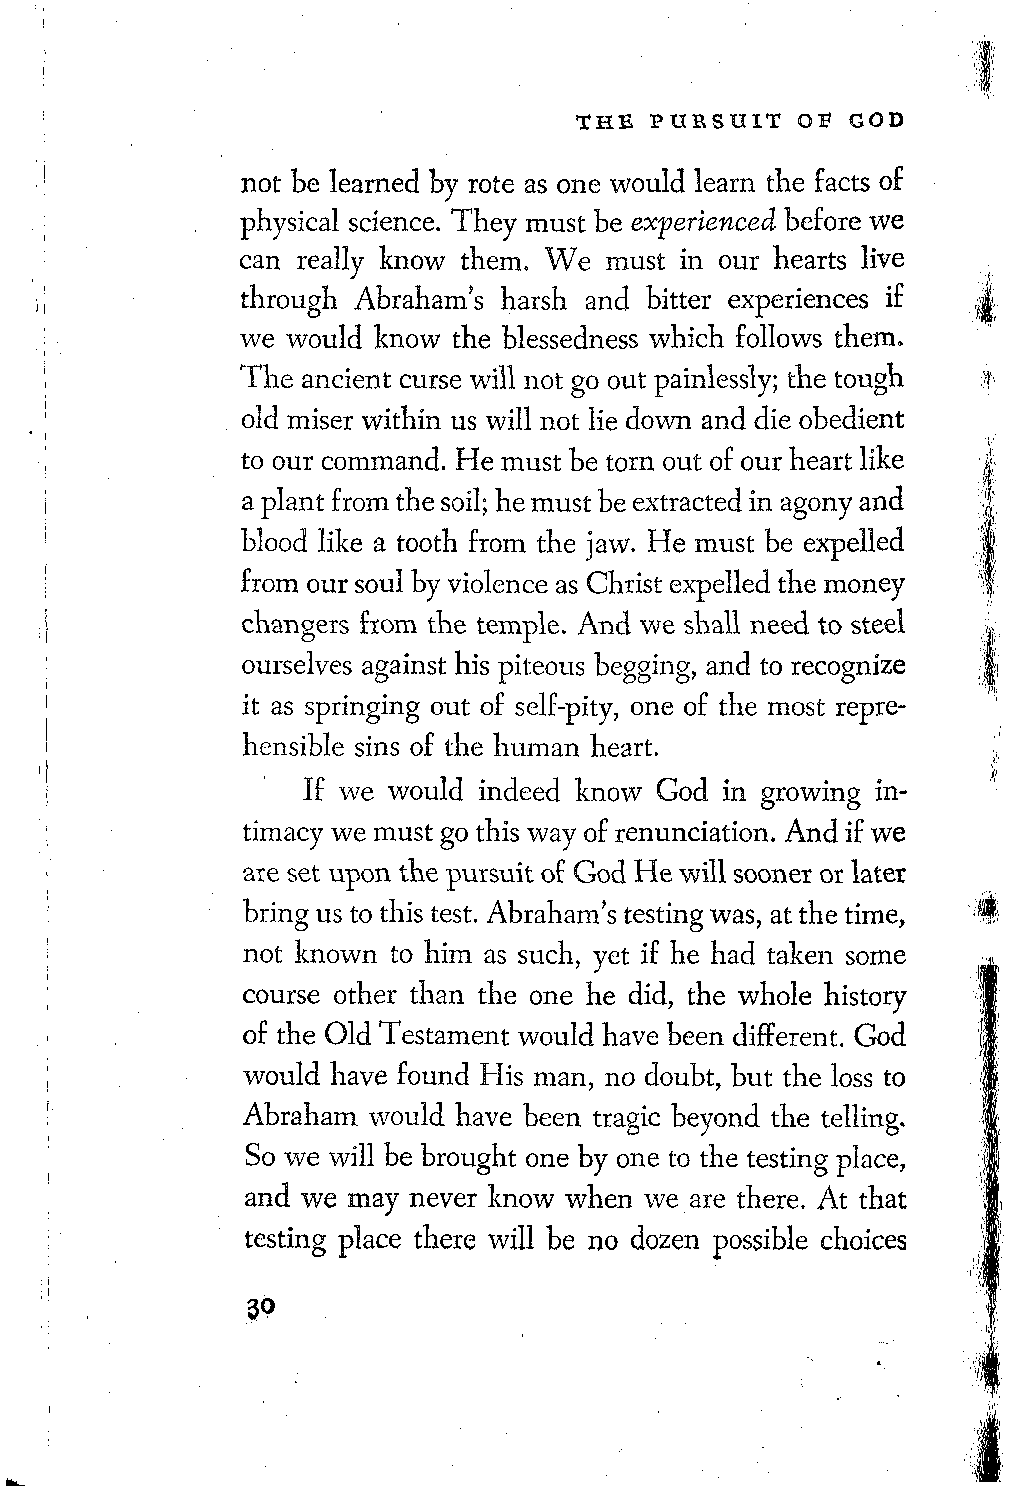 THE PURSUIT OF GOD
not be learned by rote as one would learn the facts of
physical science. They must be experienced before we
can really know them. We must in our hearts live
through Abraham's harsh and bitter experiences if
we would know the blessedness which follows them.
The ancient curse will not go out painlessly; the tough
old miser within us will not lie down and die obedient
to our command. He must be torn out of our heart like
a plant from the soil; he must be extracted in agony and
blood like a tooth from the jaw. He must be expelled
from our soul by violence as Christ expelled the money
changers from the temple. And we shall need to steel
ourselves against his piteous begging, and to recognize
it as springing out of self-pity, one of the most repre-
hensible sins of the human heart.
If we would indeed know God in growing in-
timacy we must go this way of renunciation. And if we
are set upon the pursuit of God He will sooner or later
bring us to this test. Abraham's testing was, at the time,
not known to him as such, yet if he had taken some
course other than the one he did, the whole history
of the Old Testament would have been different. God
would have found His man, no doubt, but the loss to
Abraham would have been tragic beyond the telling.
So we will be brought one by one to the testing place,
and we may never know when we are there. At that
testing place there will be no dozen possible choices
30